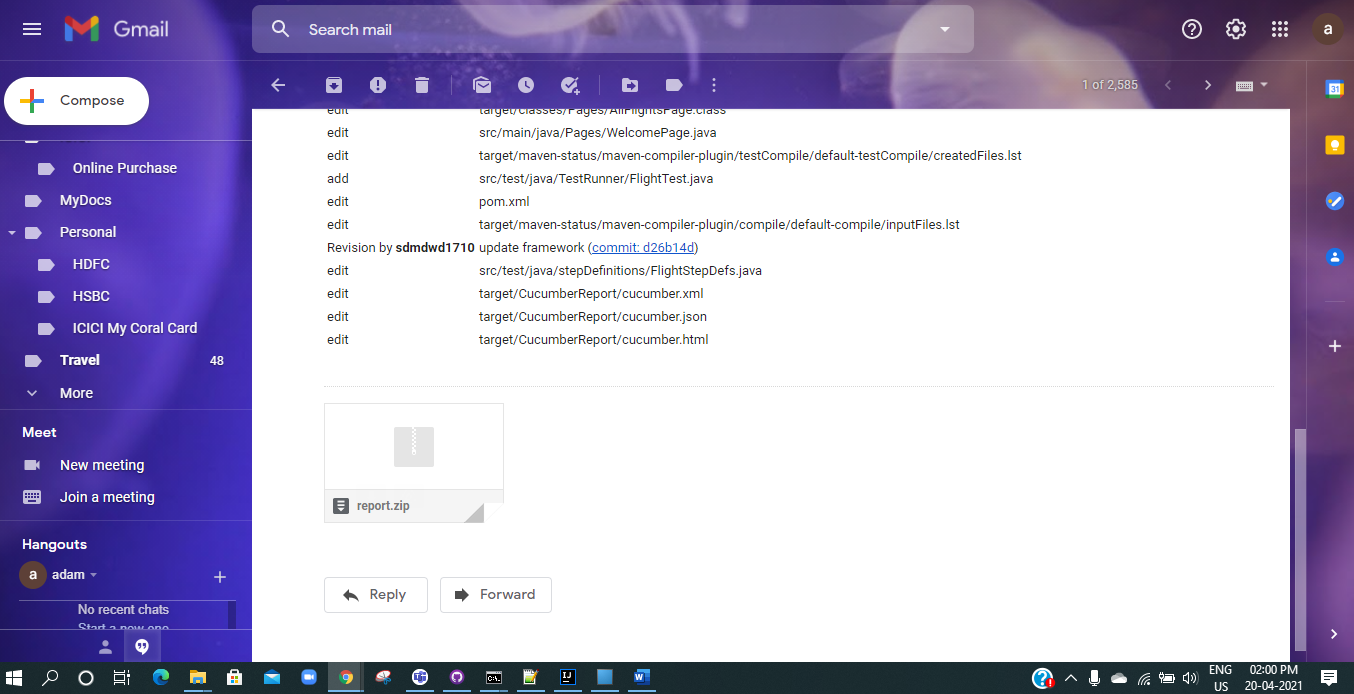 Gmail
Search mail
Compose
1 of 2,585
Online Purchase
MyDocs
Personal
HDFC
HSBC
ICICI My Coral Card
Travel 48
More
Meet
New meeting
Join a meeting
Hangouts
a adam
No recent chats
Start a new one
a
31
edit target/classes/Pages/AllFlightsPage.class
edit src/main/java/Pages/WelcomePage.java
edit target/maven-status/maven-compiler-plugin/testCompile/default-testCompile/createdFiles.lst
add src/test/java/TestRunner/FlightTest.java
edit pom.xml
edit target/maven-status/maven-compiler-plugin/compile/default-compile/inputFiles.lst
Revision by sdmdwd1710 update framework (commit: d26b14d)
edit src/test/java/stepDefinitions/FlightStepDefs.java
edit target/CucumberReport/cucumber.xml
edit target/CucumberReport/cucumber.json
edit target/CucumberReport/cucumber.html
report.zip
Reply Forward
ENG
US
02:00 PM
20-04-2021